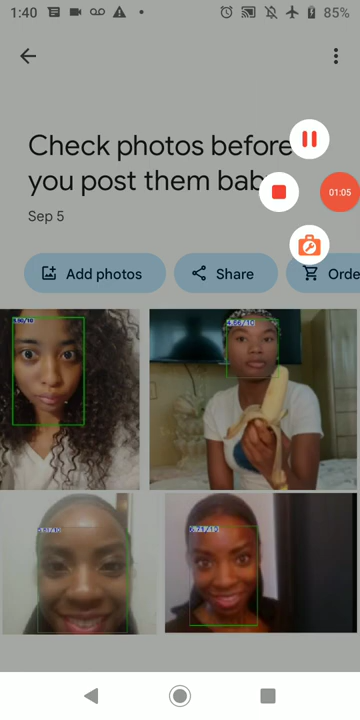 1:40
85%
Check photos before
you post them bab
Sep 5
01:05
Add photos
Share
Orde